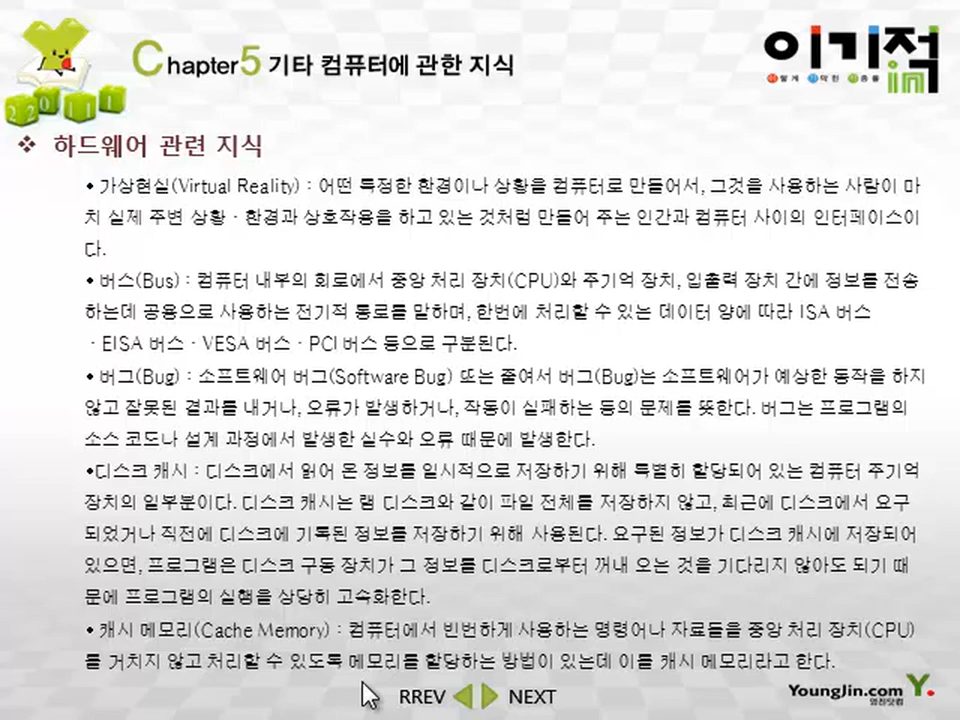 Chapter5 기타 컴퓨터에 관한 지식
이기적
in
2011
❖ 하드웨어 관련 지식
• 가상현실(Virtual Reality) : 어떤 특정한 환경이나 상황을 컴퓨터로 만들어서, 그것을 사용하는 사람이 마
치 실제 주변 상황 · 환경과 상호작용을 하고 있는 것처럼 만들어 주는 인간과 컴퓨터 사이의 인터페이스이
다.
• 버스(Bus) : 컴퓨터 내부의 회로에서 중앙 처리 장치(CPU)와 주기억 장치, 입출력 장치 간에 정보를 전송
하는데 공용으로 사용하는 전기적 통로를 말하며, 한번에 처리할 수 있는 데이터 양에 따라 ISA 버스
· EISA 버스 · VESA 버스 · PCI 버스 등으로 구분된다.
• 버그(Bug) : 소프트웨어 버그(Software Bug) 또는 줄여서 버그(Bug)는 소프트웨어가 예상한 동작을 하지
않고 잘못된 결과를 내거나, 오류가 발생하거나, 작동이 실패하는 등의 문제를 뜻한다. 버그는 프로그램의
소스 코드나 설계 과정에서 발생한 실수와 오류 때문에 발생한다.
•디스크 캐시 : 디스크에서 읽어 온 정보를 일시적으로 저장하기 위해 특별히 할당되어 있는 컴퓨터 주기억
장치의 일부분이다. 디스크 캐시는 램 디스크와 같이 파일 전체를 저장하지 않고, 최근에 디스크에서 요구
되었거나 직전에 디스크에 기록된 정보를 저장하기 위해 사용된다. 요구된 정보가 디스크 캐시에 저장되어
있으면, 프로그램은 디스크 구동 장치가 그 정보를 디스크로부터 꺼내 오는 것을 기다리지 않아도 되기 때
문에 프로그램의 실행을 상당히 고속화한다.
• 캐시 메모리(Cache Memory) : 컴퓨터에서 빈번하게 사용하는 명령어나 자료들을 중앙 처리 장치(CPU)
를 거치지 않고 처리할 수 있도록 메모리를 할당하는 방법이 있는데 이를 캐시 메모리라고 한다.
RREV NEXT
YoungJin.com Y.
영진닷컴